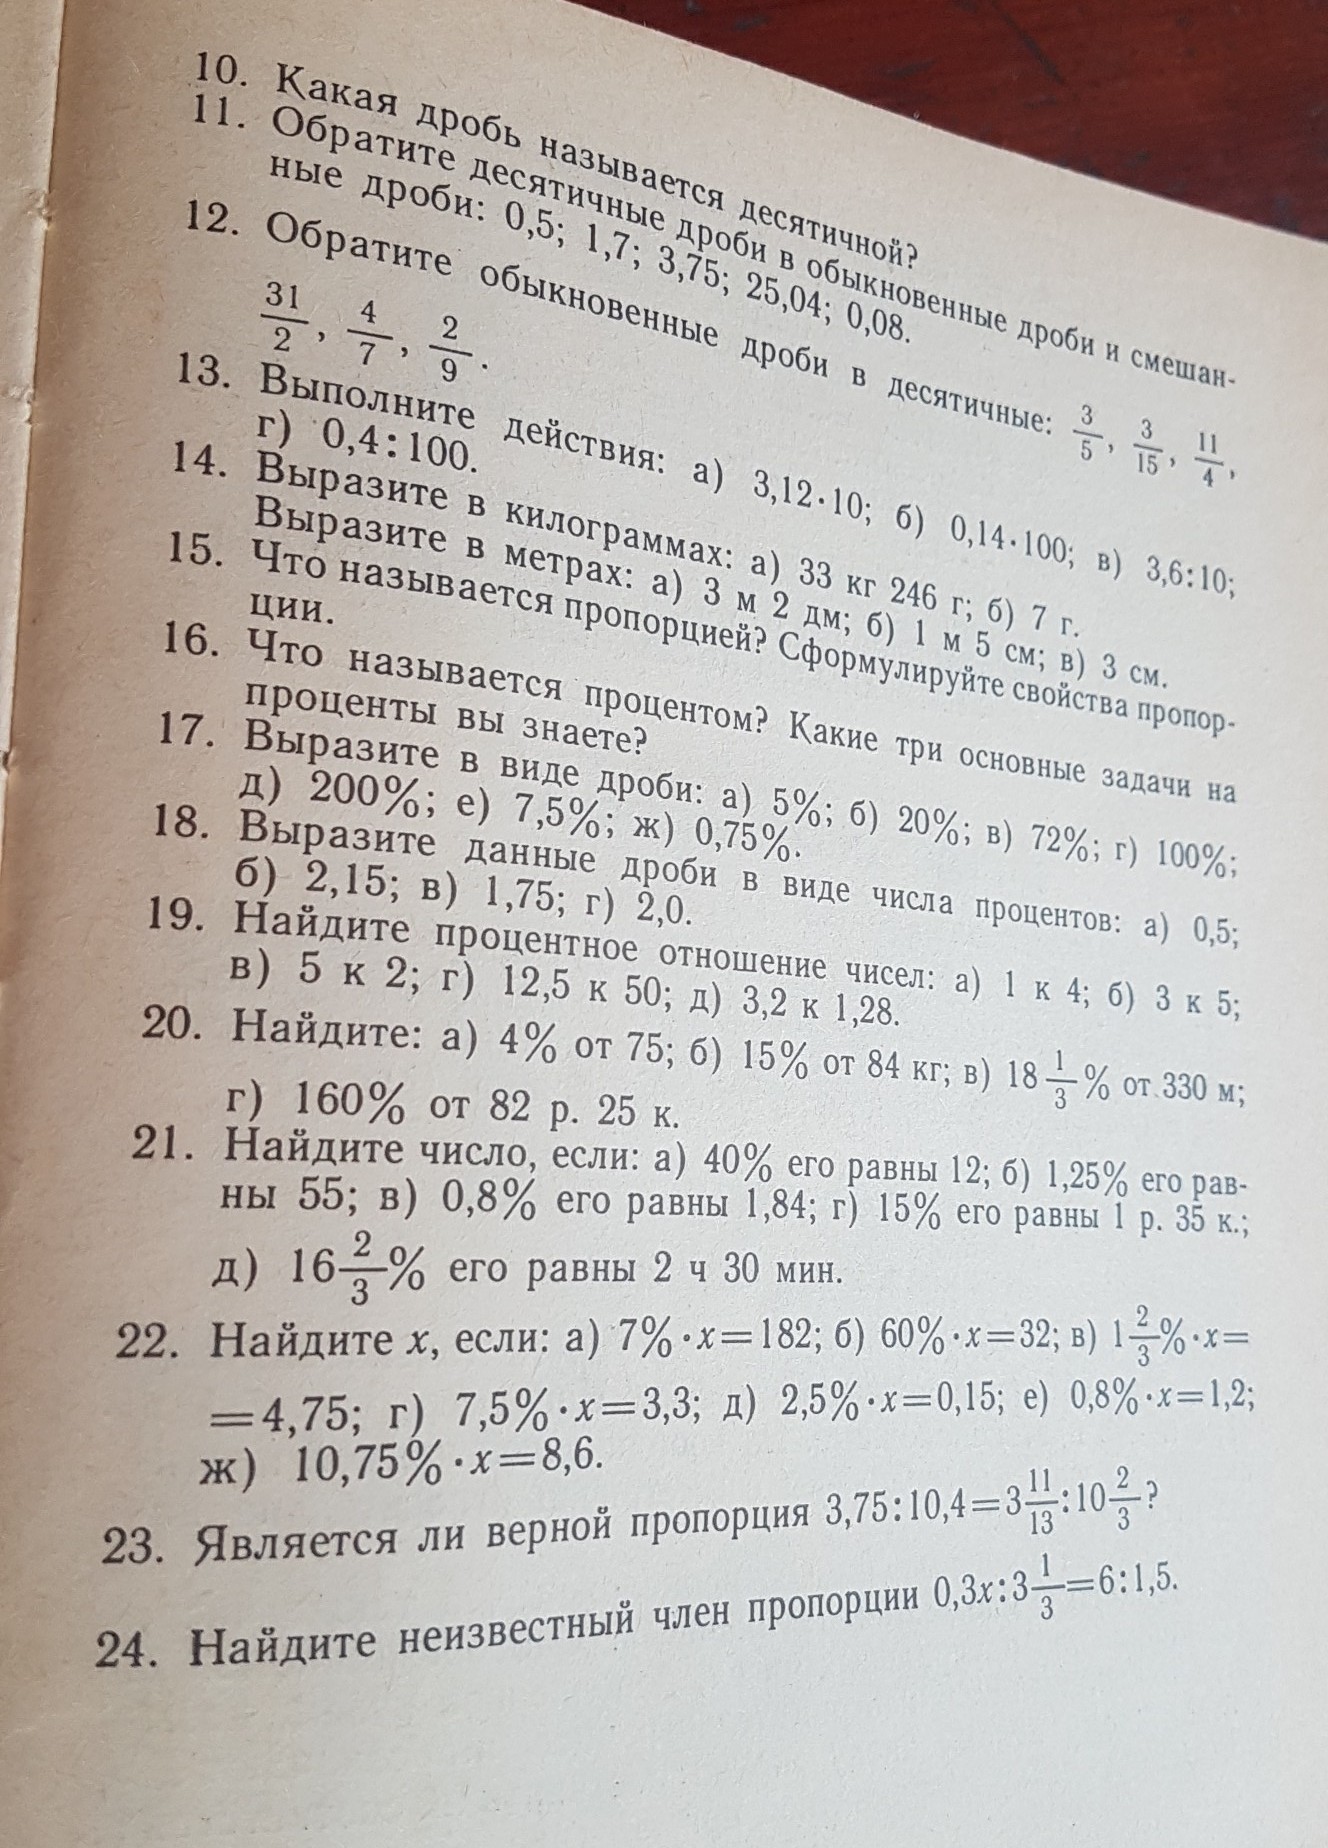 10. Какая дробь называется десятичной?
11. Обратите десятичные дроби в обыкновенные дроби и смешан-
ные дроби: 0,5; 1,7; 3,75; 25,04; 0,08.
12. Обратите обыкновенные дроби в десятичные: 3/5, 3/15, 11/4,
31/2, 4/7, 2/9.
13. Выполните действия: а) 3,12·10; б) 0,14·100; в) 3,6:10;
г) 0,4:100.
14. Выразите в килограммах: а) 33 кг 246 г; б) 7 г.
Выразите в метрах: а) 3 м 2 дм; б) 1 м 5 см; в) 3 см.
15. Что называется пропорцией? Сформулируйте свойства пропор-
ции.
16. Что называется процентом? Какие три основные задачи на
проценты вы знаете?
17. Выразите в виде дроби: а) 5%; б) 20%; в) 72%; г) 100%;
д) 200%; е) 7,5%; ж) 0,75%.
18. Выразите данные дроби в виде числа процентов: а) 0,5;
б) 2,15; в) 1,75; г) 2,0.
19. Найдите процентное отношение чисел: а) 1 к 4; б) 3 к 5;
в) 5 к 2; г) 12,5 к 50; д) 3,2 к 1,28.
20. Найдите: а) 4% от 75; б) 15% от 84 кг; в) 18 1/3 % от 330 м;
г) 160% от 82 р. 25 к.
21. Найдите число, если: а) 40% его равны 12; б) 1,25% его рав-
ны 55; в) 0,8% его равны 1,84; г) 15% его равны 1 р. 35 к.;
д) 16 2/3 % его равны 2 ч 30 мин.
22. Найдите x, если: а) 7%·x=182; б) 60%·x=32; в) 1 2/3 %·x=
=4,75; г) 7,5%·x=3,3; д) 2,5%·x=0,15; е) 0,8%·x=1,2;
ж) 10,75%·x=8,6.
23. Является ли верной пропорция 3,75:10,4=3 11/13:10 2/3?
24. Найдите неизвестный член пропорции 0,3x:3 1/3=6:1,5.